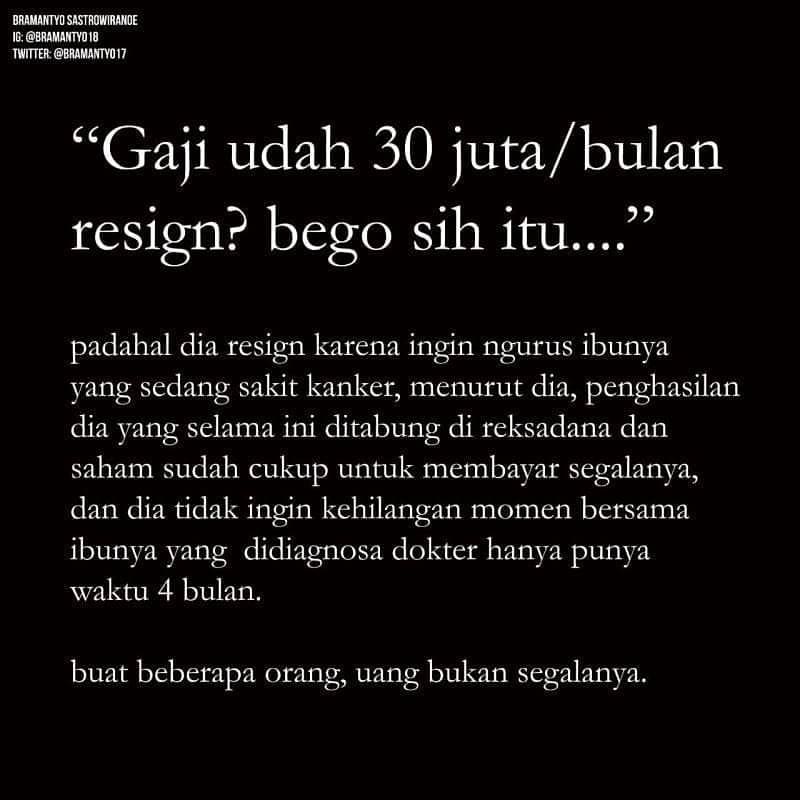 BRAMANTYO SASTROWIRANOE
IG: @BRAMANTYO18
TWITTER: @BRAMANTYO17
“Gaji udah 30 juta/bulan
resign? bego sih itu....”
padahal dia resign karena ingin ngurus ibunya
yang sedang sakit kanker, menurut dia, penghasilan
dia yang selama ini ditabung di reksadana dan
saham sudah cukup untuk membayar segalanya,
dan dia tidak ingin kehilangan momen bersama
ibunya yang  didiagnosa dokter hanya punya
waktu 4 bulan.
buat beberapa orang, uang bukan segalanya.